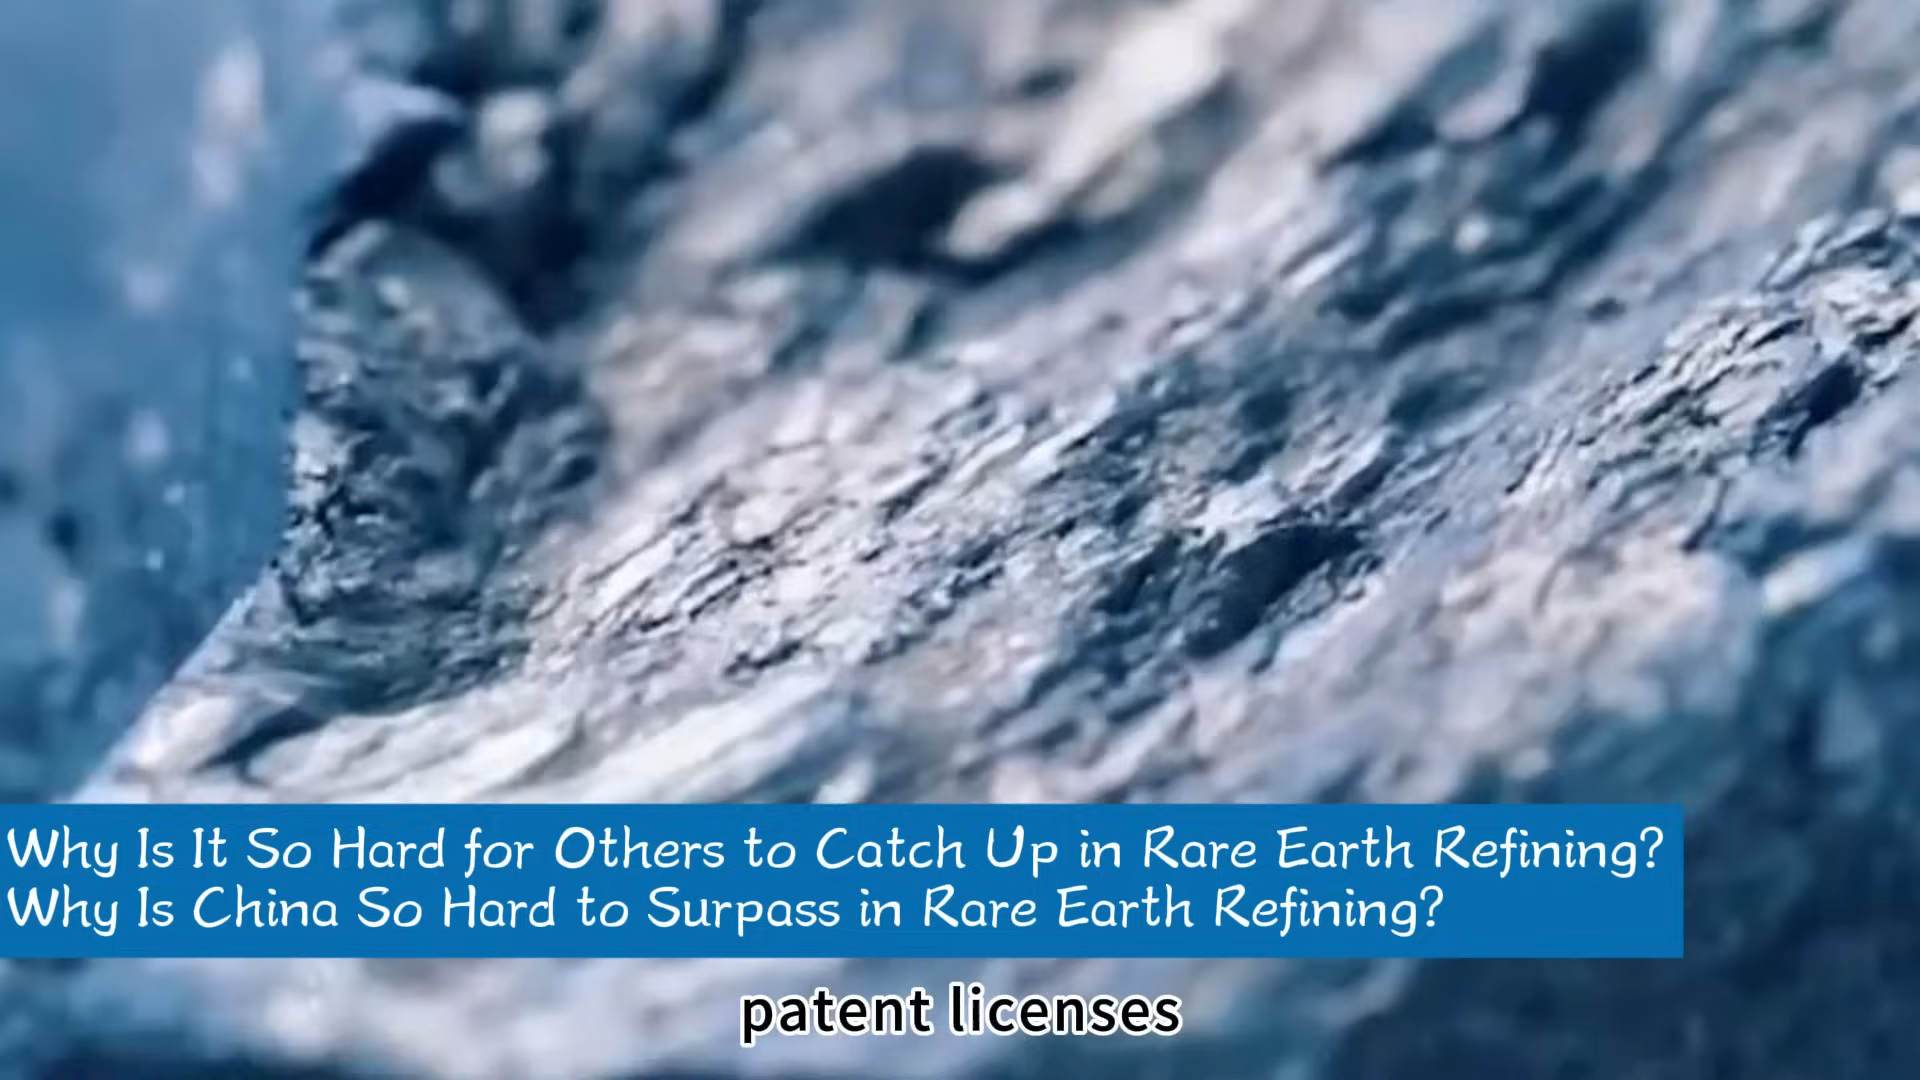 Why Is It So Hard for Others to Catch Up in Rare Earth Refining?
Why Is China So Hard to Surpass in Rare Earth Refining?
patent licenses